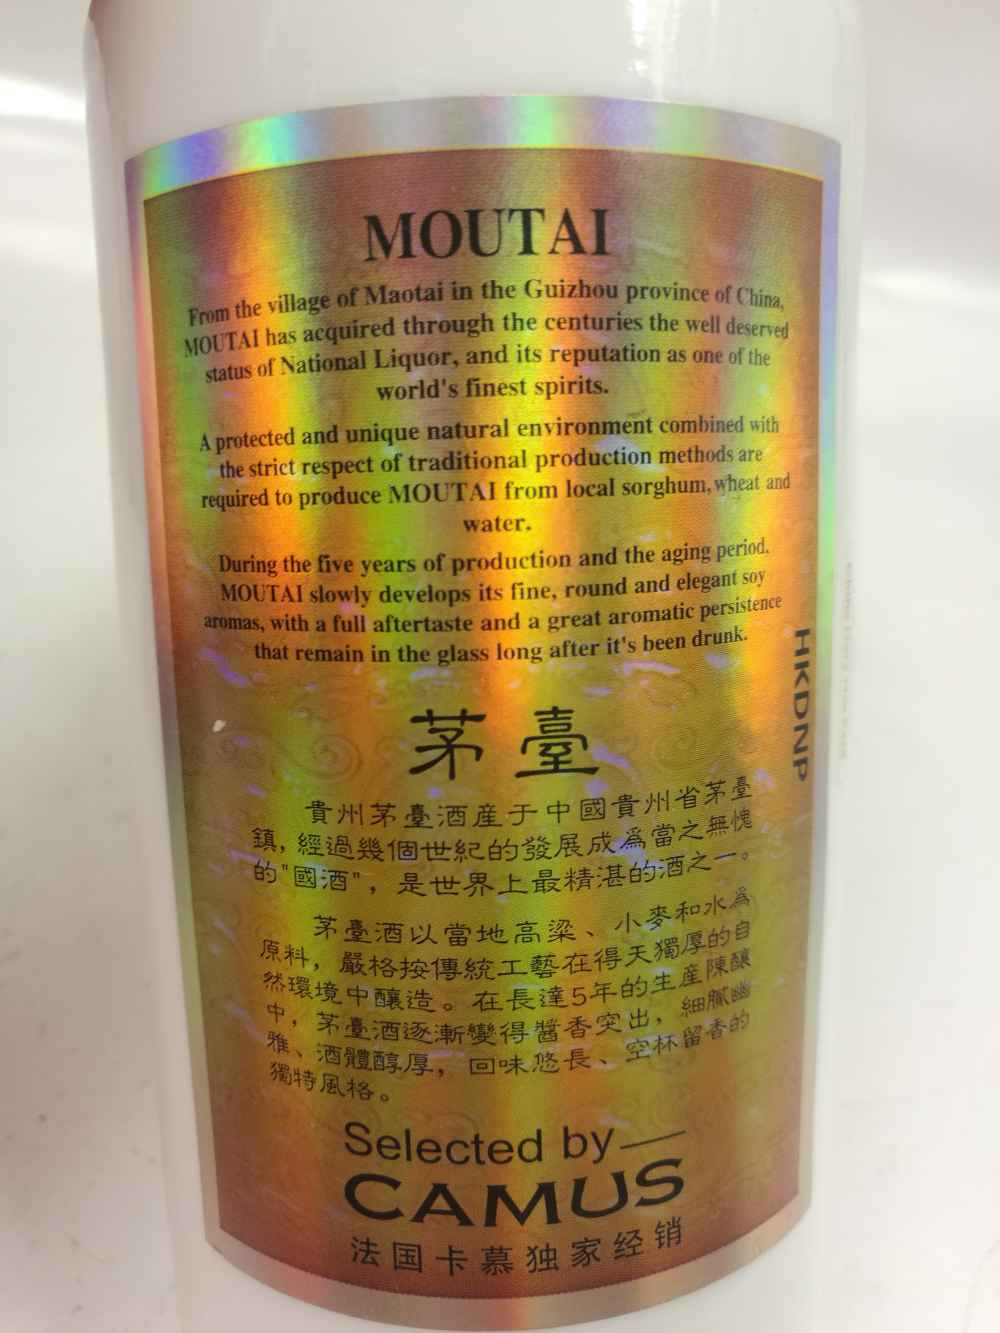 MOUTAI
From the village of Maotai in the Guizhou province of China,
MOUTAI has acquired through the centuries the well deserved
status of National Liquor, and its reputation as one of the
world's finest spirits.
A protected and unique natural environment combined with
the strict respect of traditional production methods are
required to produce MOUTAI from local sorghum, wheat and
water.
During the five years of production and the aging period,
MOUTAI slowly develops its fine, round and elegant soy
aromas, with a full aftertaste and a great aromatic persistence
that remain in the glass long after it's been drunk.
HKDNP
茅臺
貴州茅臺酒産于中國貴州省茅臺
鎮，經過幾個世紀的發展成爲當之無愧
的"國酒"，是世界上最精湛的酒之一。
茅臺酒以當地高梁、小麥和水爲
原料，嚴格按傳統工藝在得天獨厚的自
然環境中釀造。在長達5年的生産陳釀
中，茅臺酒逐漸變得醬香突出，細膩幽
雅、酒體醇厚，回味悠長、空杯留香的
獨特風格。
Selected by
CAMUS
法国卡慕独家经销